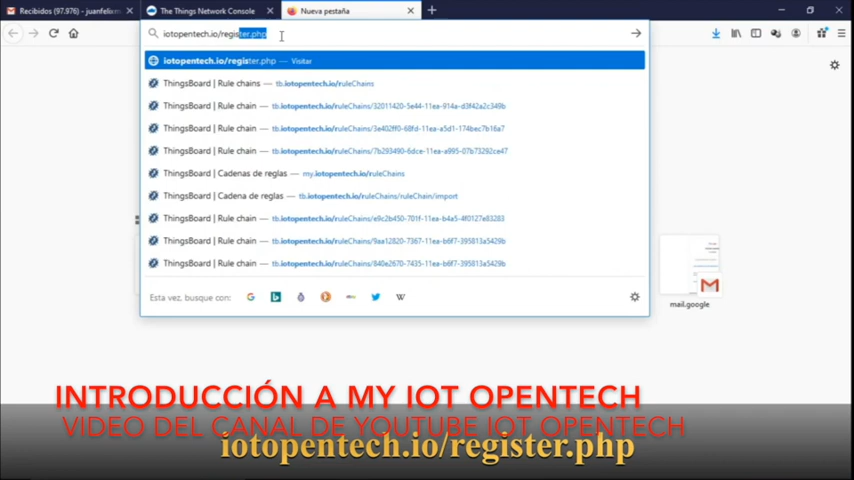 Recibidos (97.976) - juanfelixm
The Things Network Console
Nueva pestaña
iotopentech.io/register.php
iotopentech.io/register.php — Visitar
ThingsBoard | Rule chains — tb.iotopentech.io/ruleChains
ThingsBoard | Rule chain — tb.iotopentech.io/ruleChains/32011420-5e44-11ea-914a-d3f42a2c349b
ThingsBoard | Rule chain — tb.iotopentech.io/ruleChains/3e402ff0-68fd-11ea-a5d1-174bec7b16a7
ThingsBoard | Rule chain — tb.iotopentech.io/ruleChains/7b293490-6dce-11ea-a995-07b73292ce47
ThingsBoard | Cadenas de reglas — my.iotopentech.io/ruleChains
ThingsBoard | Cadena de reglas — tb.iotopentech.io/ruleChains/ruleChain/import
ThingsBoard | Rule chain — tb.iotopentech.io/ruleChains/e9c2b450-701f-11ea-b4a5-4f0127e83283
ThingsBoard | Rule chain — tb.iotopentech.io/ruleChains/9aa12820-7367-11ea-b6f7-395813a5429b
ThingsBoard | Rule chain — tb.iotopentech.io/ruleChains/840e2670-7435-11ea-b6f7-395813a5429b
Esta vez, busque con:
mail.google
INTRODUCCIÓN A MY IOT OPENTECH
VIDEO DEL CANAL DE YOUTUBE IOT OPENTECH
iotopentech.io/register.php